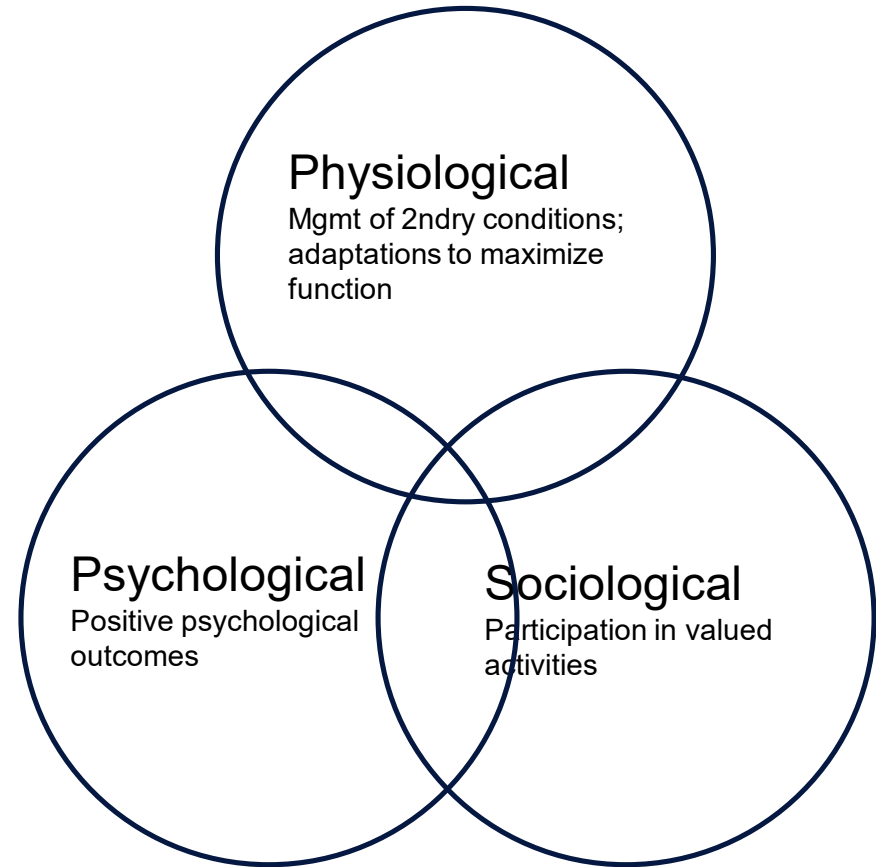 Physiological
Mgmt of 2ndry conditions;
adaptations to maximize
function
Psychological
Positive psychological
outcomes
Sociological
Participation in valued
activities